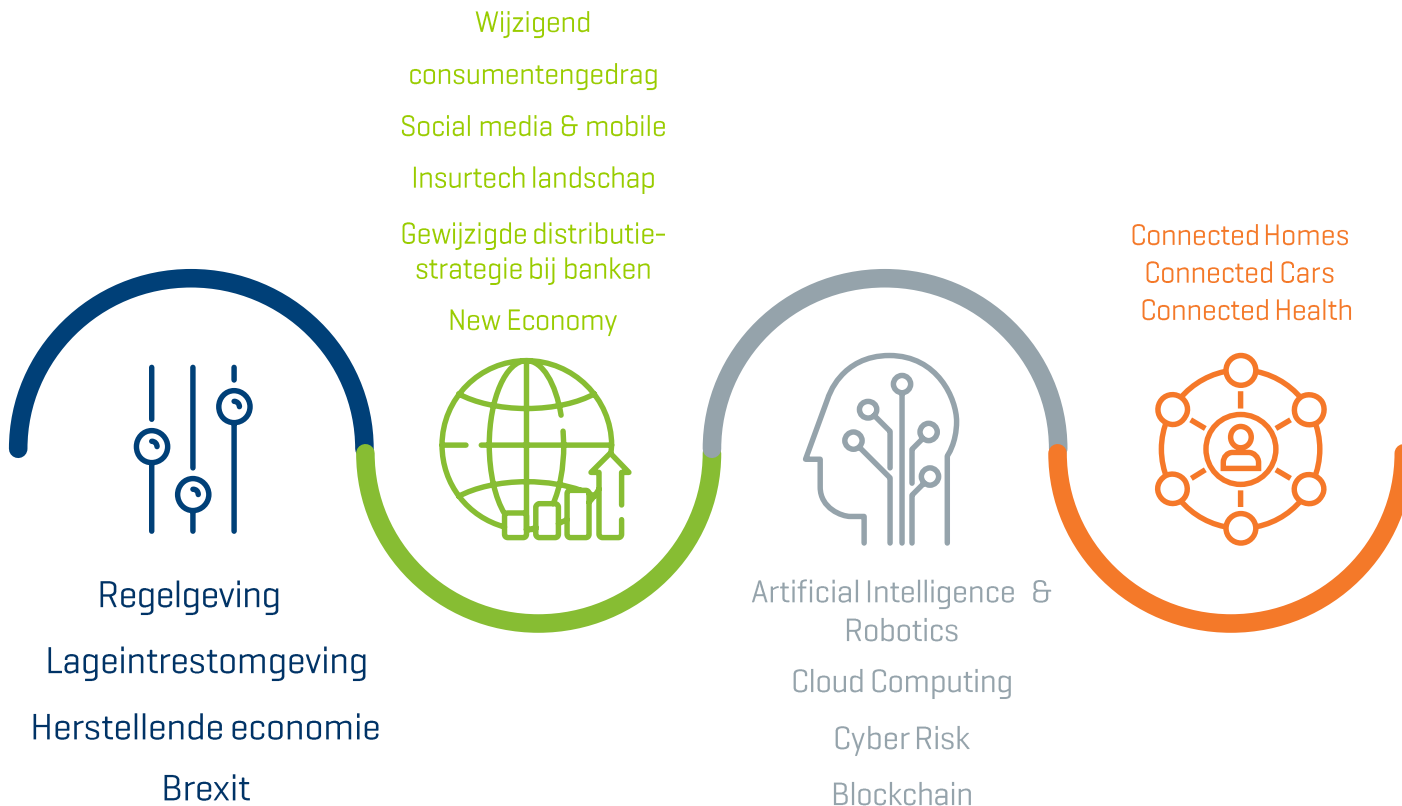 Regelgeving
Lageintrestomgeving
Herstellende economie
Brexit
Wijzigend
consumentengedrag
Social media & mobile
Insurtech landschap
Gewijzigde distributie-
strategie bij banken
New Economy
Artificial Intelligence &
Robotics
Cloud Computing
Cyber Risk
Blockchain
Connected Homes
Connected Cars
Connected Health